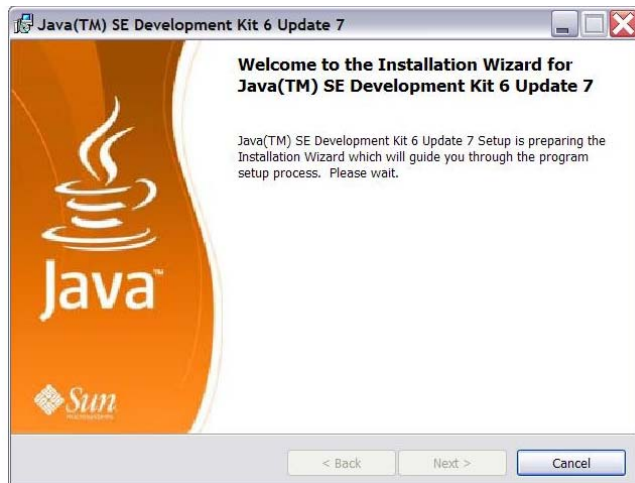 Java(TM) SE Development Kit 6 Update 7
Welcome to the Installation Wizard for
Java(TM) SE Development Kit 6 Update 7
Java(TM) SE Development Kit 6 Update 7 Setup is preparing the
Installation Wizard which will guide you through the program
setup process. Please wait.
Java™
Sun
microsystems
< Back
Next >
Cancel